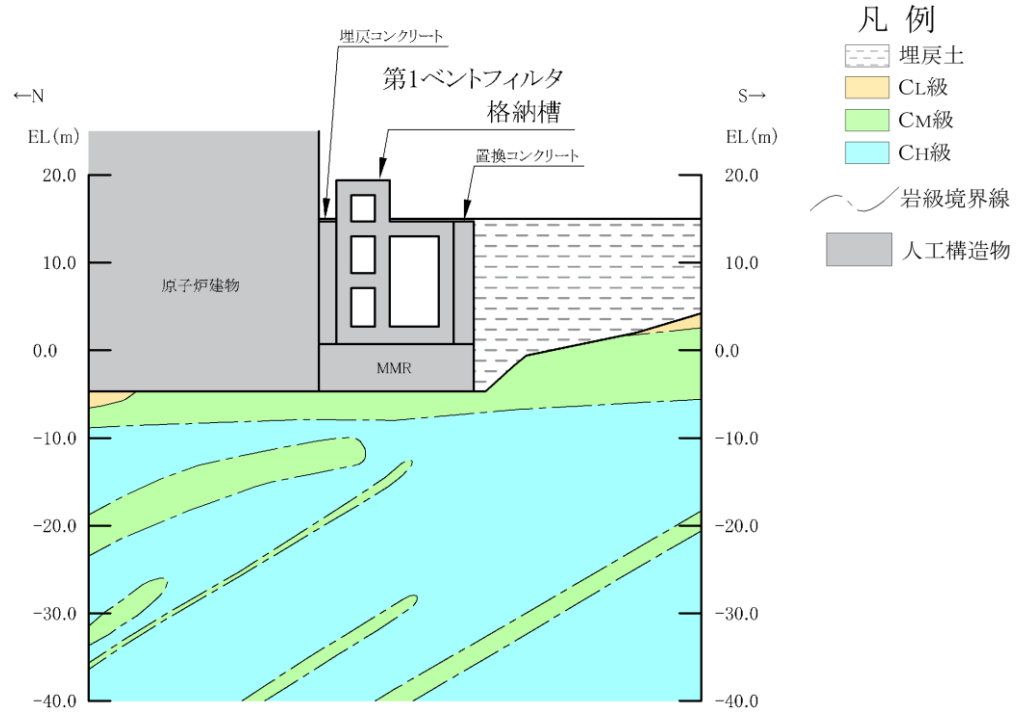 凡 例
埋戻土
CL級
CM級
CH級
岩級境界線
人工構造物
埋戻コンクリート
第1ベントフィルタ
格納槽
置換コンクリート
←N
S→
EL(m)
EL(m)
20.0
20.0
10.0
10.0
0.0
0.0
-10.0
-10.0
-20.0
-20.0
-30.0
-30.0
-40.0
-40.0
原子炉建物
MMR